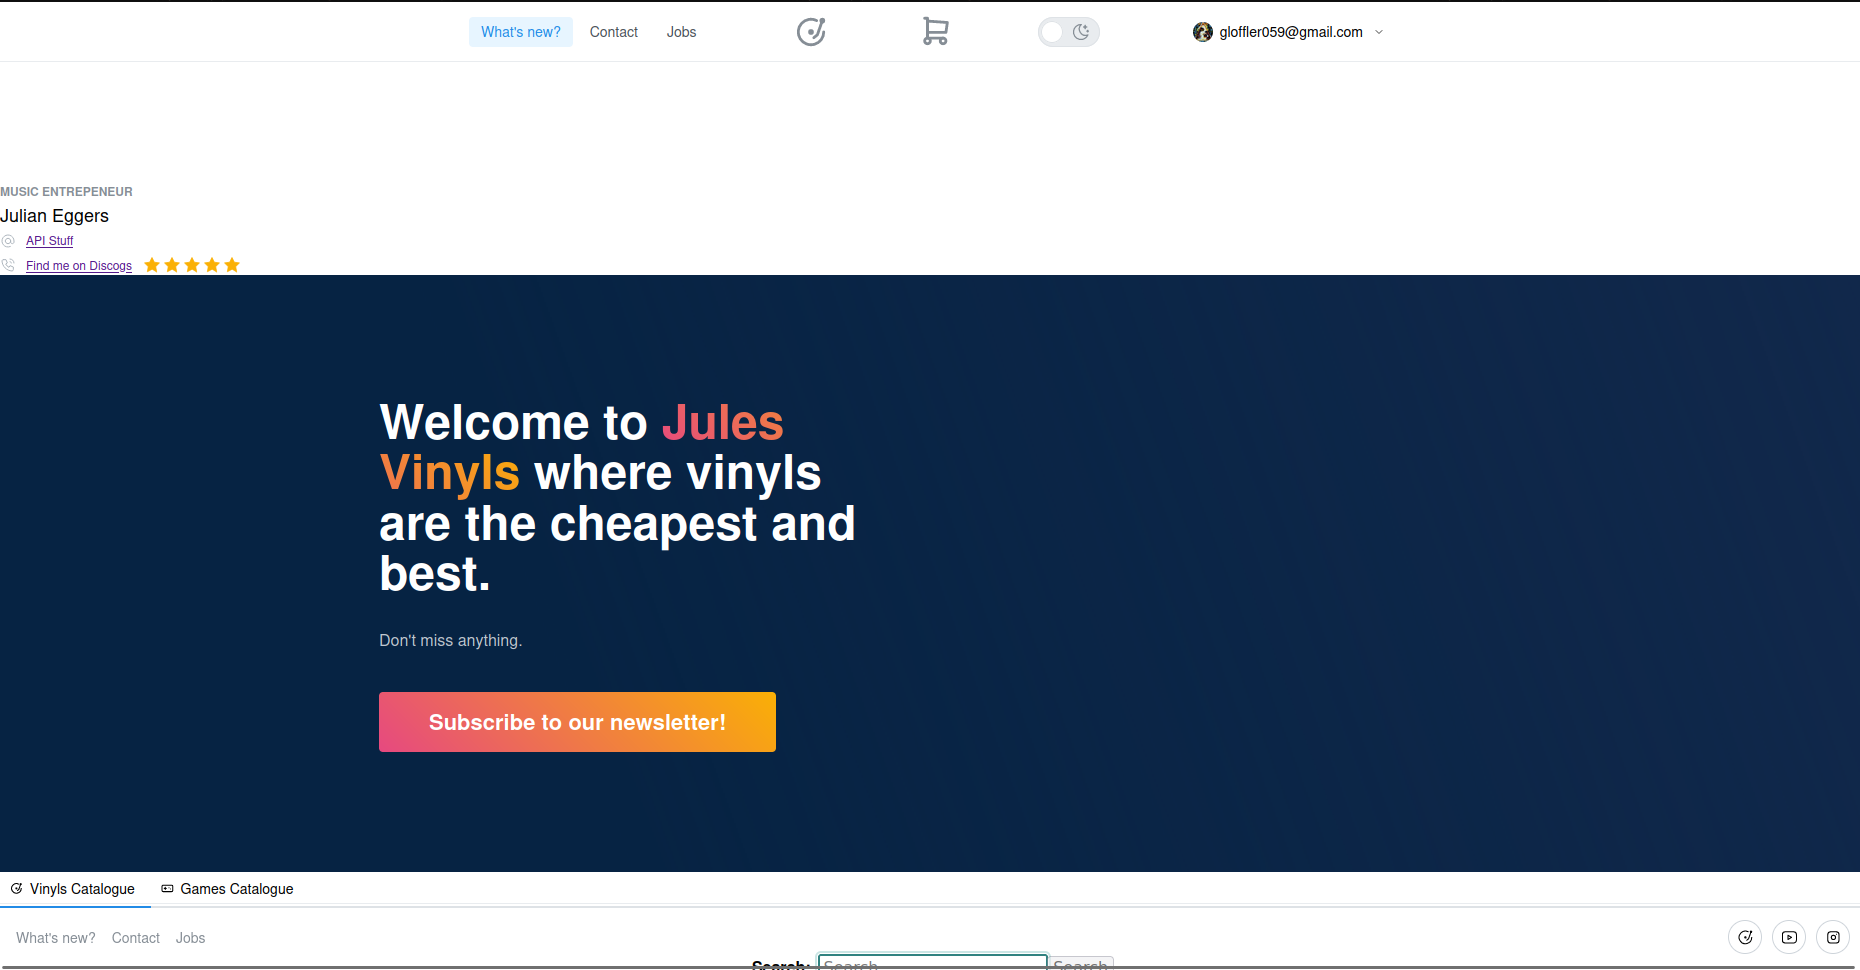 What's new?
Contact
Jobs
gloffler059@gmail.com
MUSIC ENTREPENEUR
Julian Eggers
API Stuff
Find me on Discogs
Welcome to Jules
Vinyls where vinyls
are the cheapest and
best.
Don't miss anything.
Subscribe to our newsletter!
Vinyls Catalogue
Games Catalogue
What's new?
Contact
Jobs
Search:
Search
Search